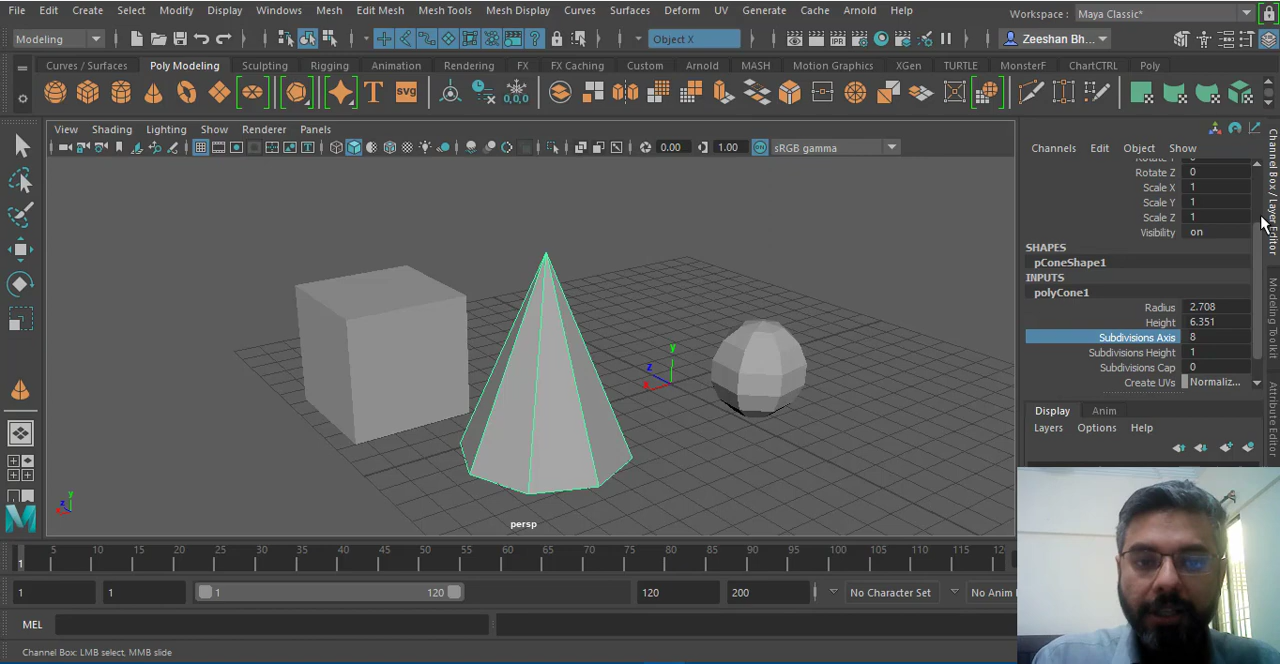 File Edit Create Select Modify Display Windows Mesh Edit Mesh Mesh Tools Mesh Display Curves Surfaces Deform UV Generate Cache Arnold Help
Workspace : Maya Classic*
Modeling
Object X
Zeeshan Bh...
Curves / Surfaces Poly Modeling Sculpting Rigging Animation Rendering FX FX Caching Custom Arnold MASH Motion Graphics XGen TURTLE MonsterF ChartCTRL Poly
SVG
0,0,0
View Shading Lighting Show Renderer Panels
0.00 1.00 ON sRGB gamma
Channels Edit Object Show
Rotate Z 0
Scale X 1
Scale Y 1
Scale Z 1
Visibility on
SHAPES
pConeShape1
INPUTS
polyCone1
Radius 2.708
Height 6.351
Subdivisions Axis 8
Subdivisions Height 1
Subdivisions Cap 0
Create UVs Normaliz...
Display Anim
Layers Options Help
Channel Box / Layer Editor
Modeling Toolkit
Attribute Editor
y
z
x
y
z
x
persp
5 10 15 20 25 30 35 40 45 50 55 60 65 70 75 80 85 90 95 100 105 110 115 12
1
1 1 1 120 120 200 No Character Set No Anim
MEL
Channel Box: LMB select, MMB slide